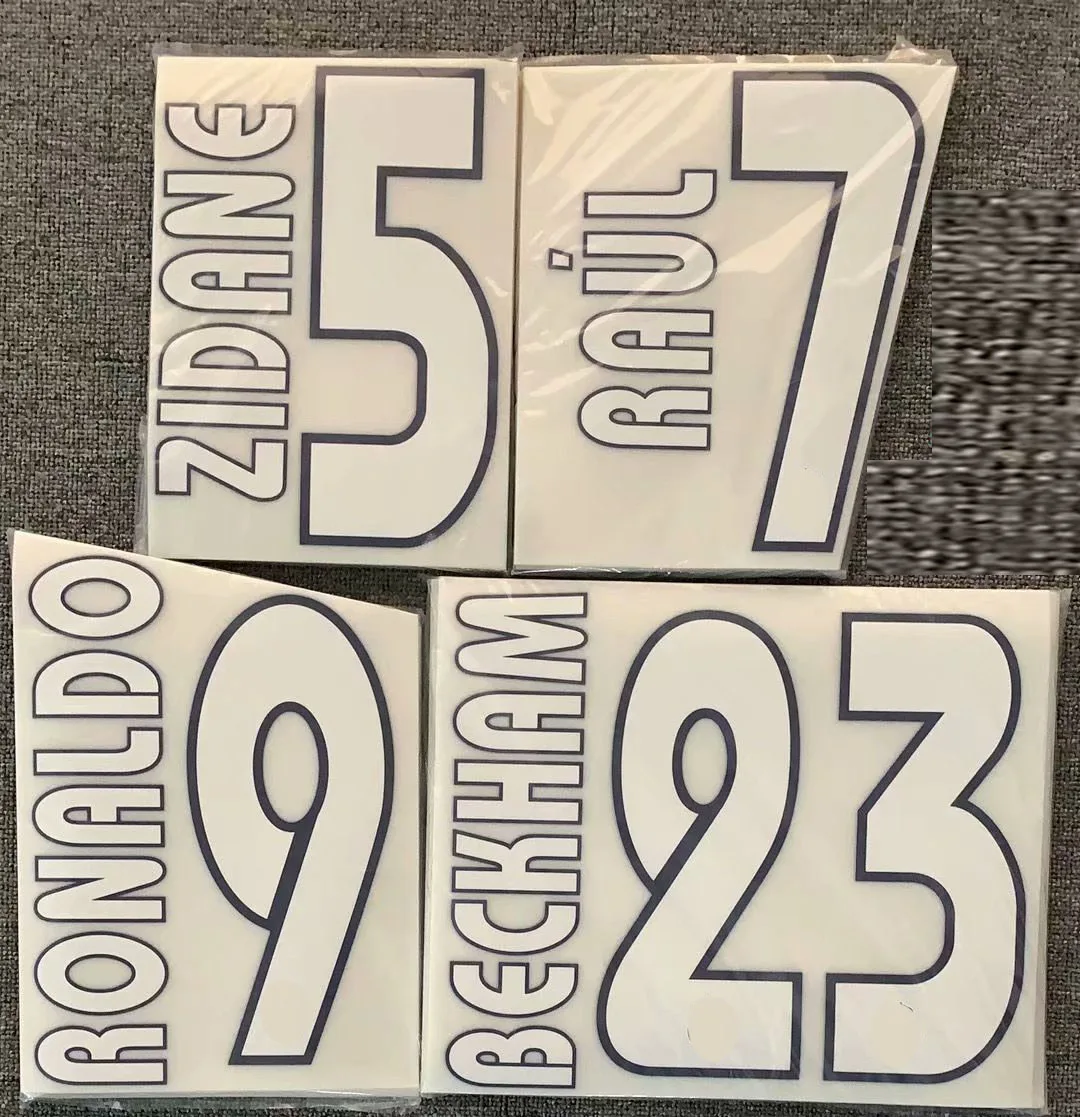 ZIDANE
5
RAÚL
7
RONALDO
9
BECKHAM
23